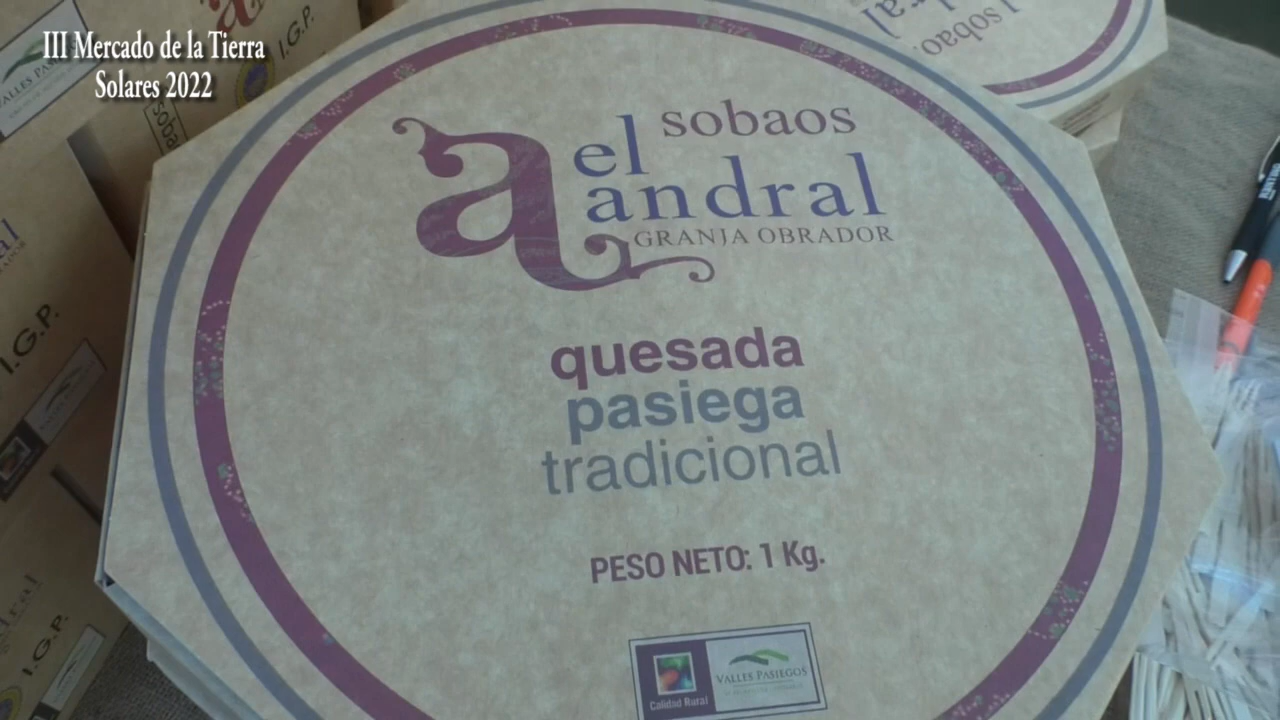 III Mercado de la Tierra
Solares 2022
sobaos
el
andral
GRANJA OBRADOR
quesada
pasiega
tradicional
PESO NETO: 1 Kg.
Calidad Rural
VALLES PASIEGOS
I.G.P.
I.G.P.
I.G.P.